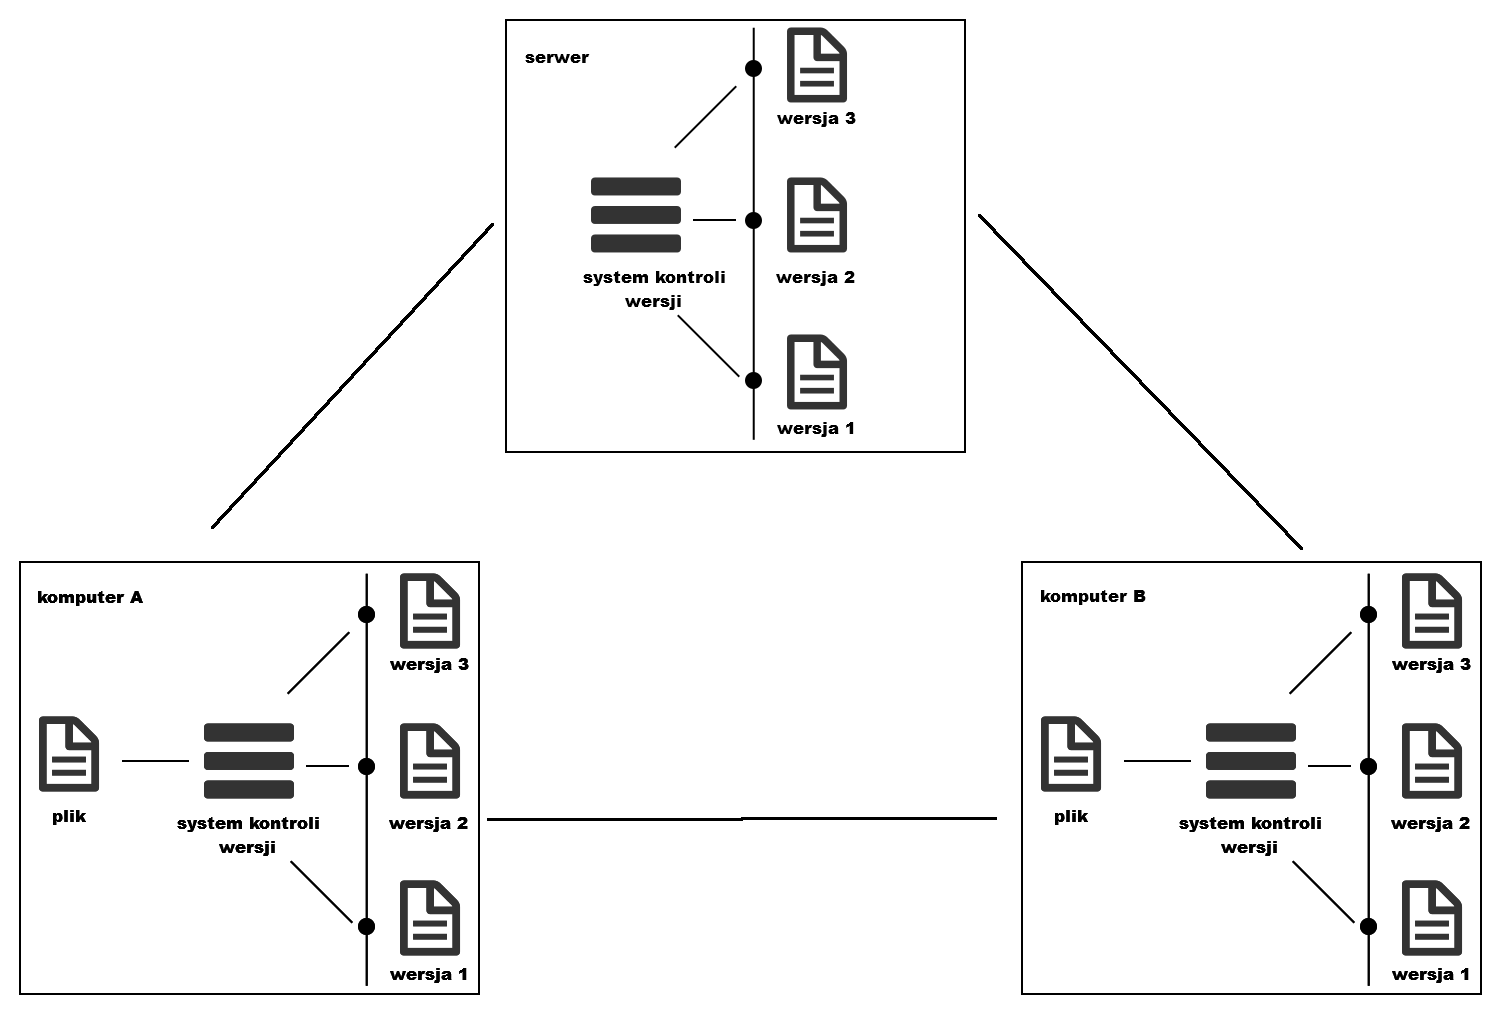 serwer
wersja 3
system kontroli
wersji
wersja 2
wersja 1
komputer A
wersja 3
plik
system kontroli
wersji
wersja 2
wersja 1
komputer B
wersja 3
plik
system kontroli
wersji
wersja 2
wersja 1